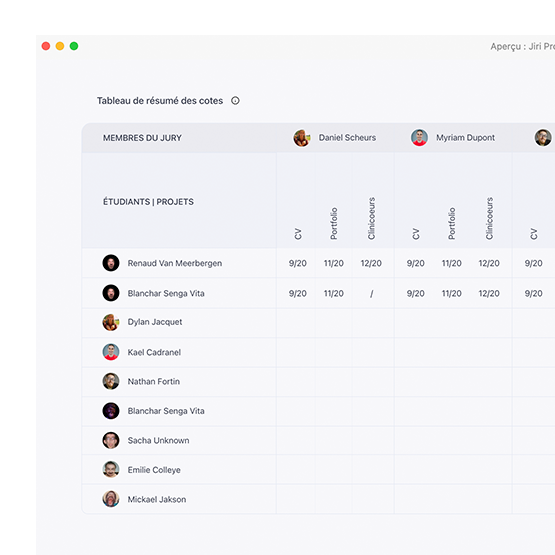 Aperçu : Jiri Pro
Tableau de résumé des cotes
MEMBRES DU JURY Daniel Scheurs Myriam Dupont
ÉTUDIANTS | PROJETS CV Portfolio Clinicoeurs CV Portfolio Clinicoeurs CV
Renaud Van Meerbergen 9/20 11/20 12/20 9/20 11/20 12/20 9/20
Blanchar Senga Vita 9/20 11/20 / 9/20 11/20 12/20 9/20
Dylan Jacquet
Kael Cadranel
Nathan Fortin
Blanchar Senga Vita
Sacha Unknown
Emilie Colleye
Mickael Jakson